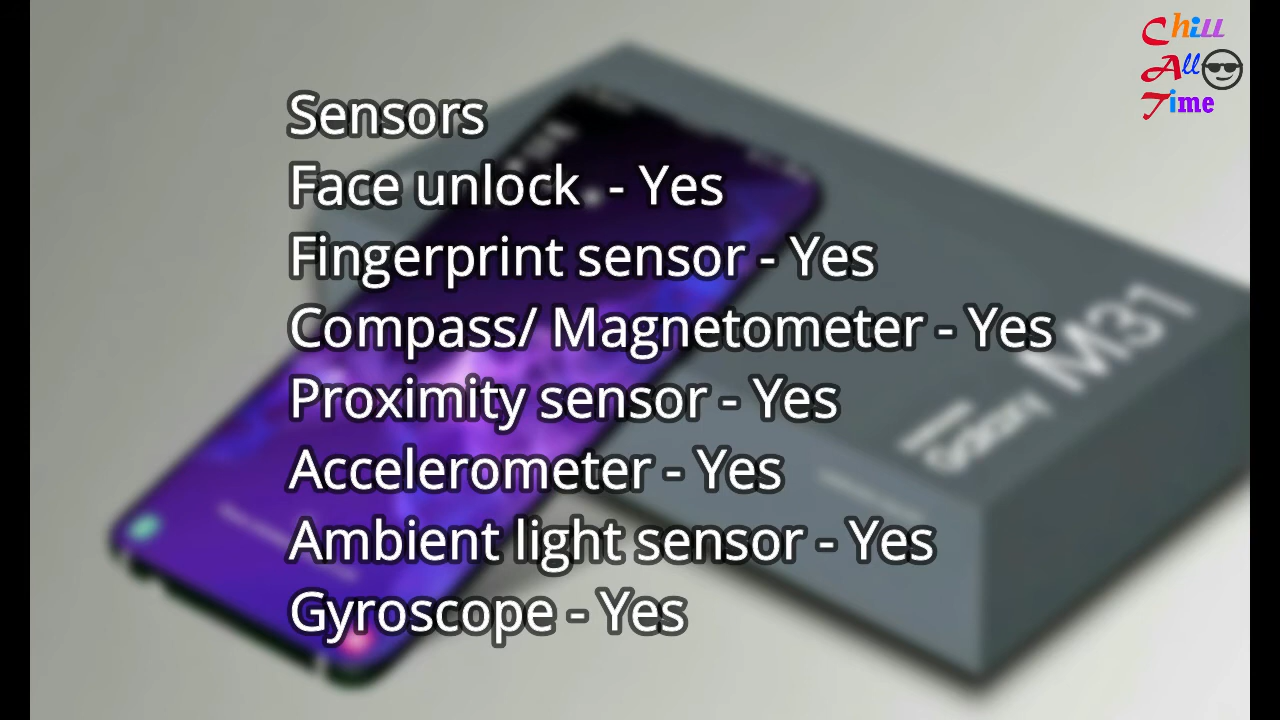 Chill
All
Time
Sensors
Face unlock - Yes
Fingerprint sensor - Yes
Compass/ Magnetometer - Yes
Proximity sensor - Yes
Accelerometer - Yes
Ambient light sensor - Yes
Gyroscope - Yes
Galaxy M31